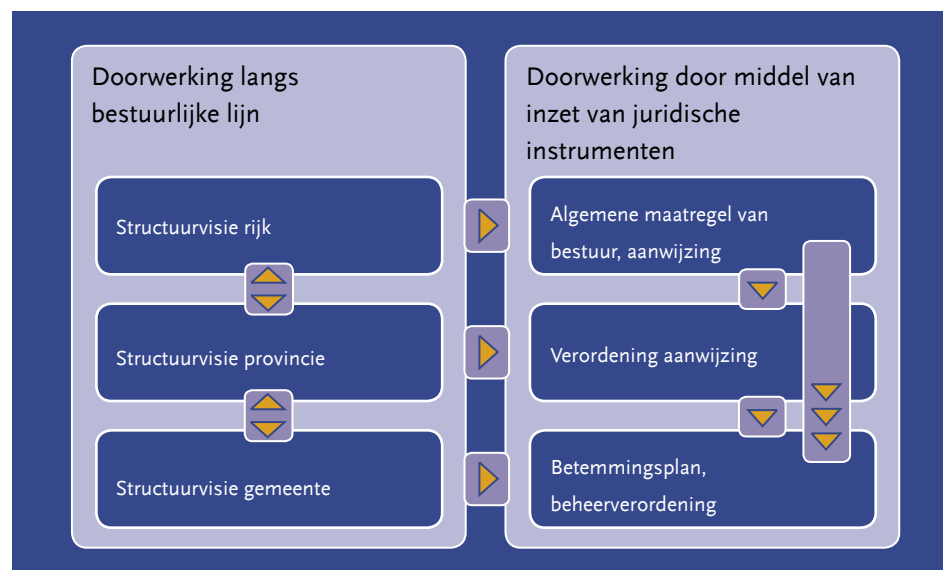 Doorwerking langs
bestuurlijke lijn
Structuurvisie rijk
Structuurvisie provincie
Structuurvisie gemeente
Doorwerking door middel van
inzet van juridische
instrumenten
Algemene maatregel van
bestuur, aanwijzing
Verordening aanwijzing
Betemmingsplan,
beheerverordening